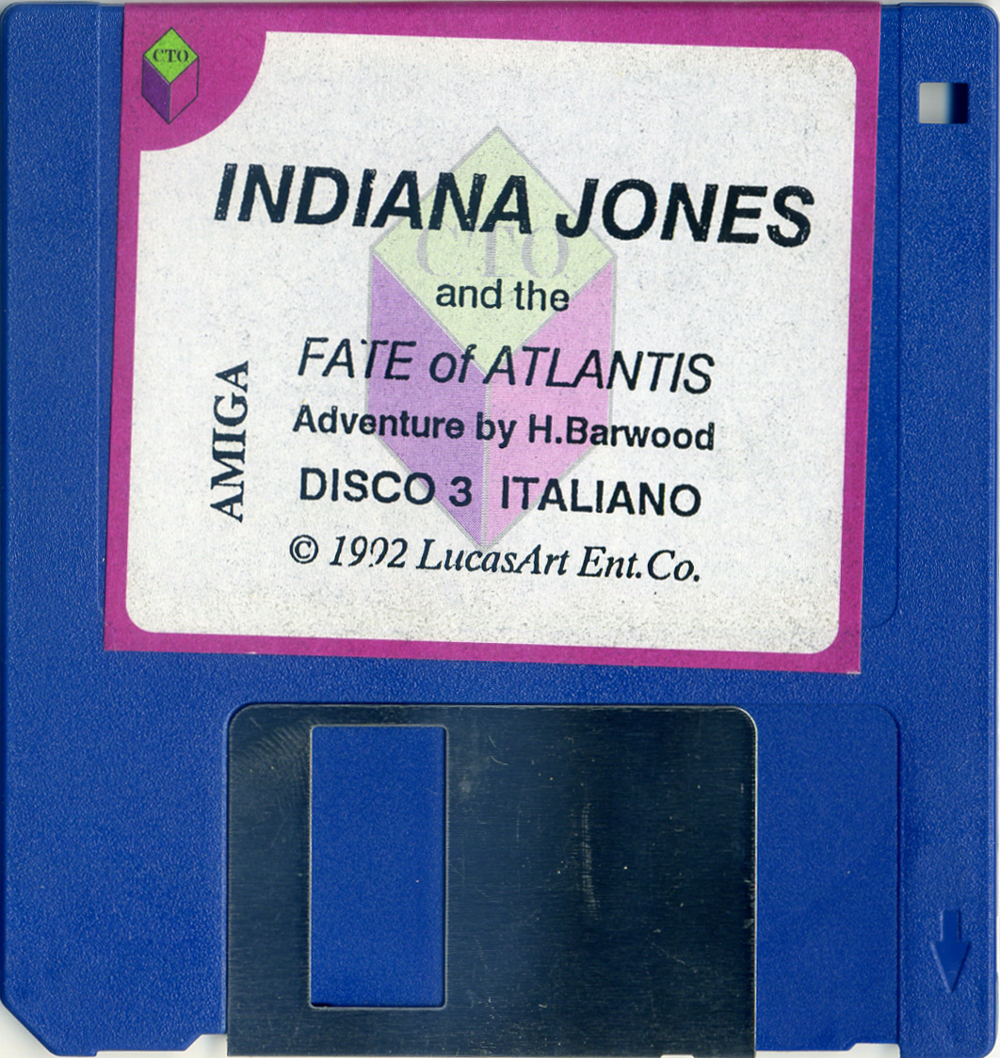 CTO
CTO
INDIANA JONES
and the
FATE of ATLANTIS
Adventure by H.Barwood
DISCO 3 ITALIANO
AMIGA
© 1992 LucasArt Ent.Co.